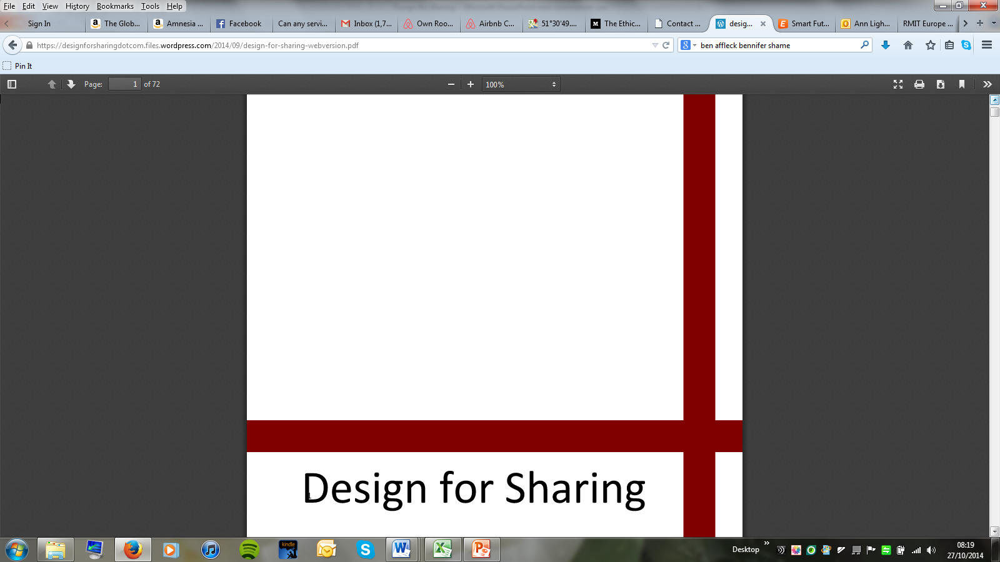 File Edit View History Bookmarks Tools Help
Sign In The Glob... Amnesia ... Facebook Can any servi... Inbox (1,7... Own Roo... Airbnb C... 51°30'49.... The Ethic... Contact ... desig... Smart Fut... Ann Ligh... RMIT Europe ...
https://designforsharingdotcom.files.wordpress.com/2014/09/design-for-sharing-webversion.pdf ben affleck bennifer shame
Pin It
Page: 1 of 72 100%
Design for Sharing
kindle
Desktop
08:19
27/10/2014